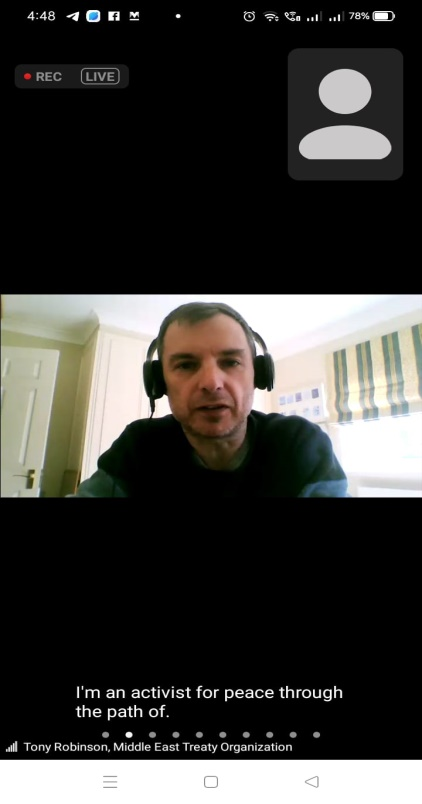 4:48
78%
REC LIVE
I'm an activist for peace through
the path of.
Tony Robinson, Middle East Treaty Organization